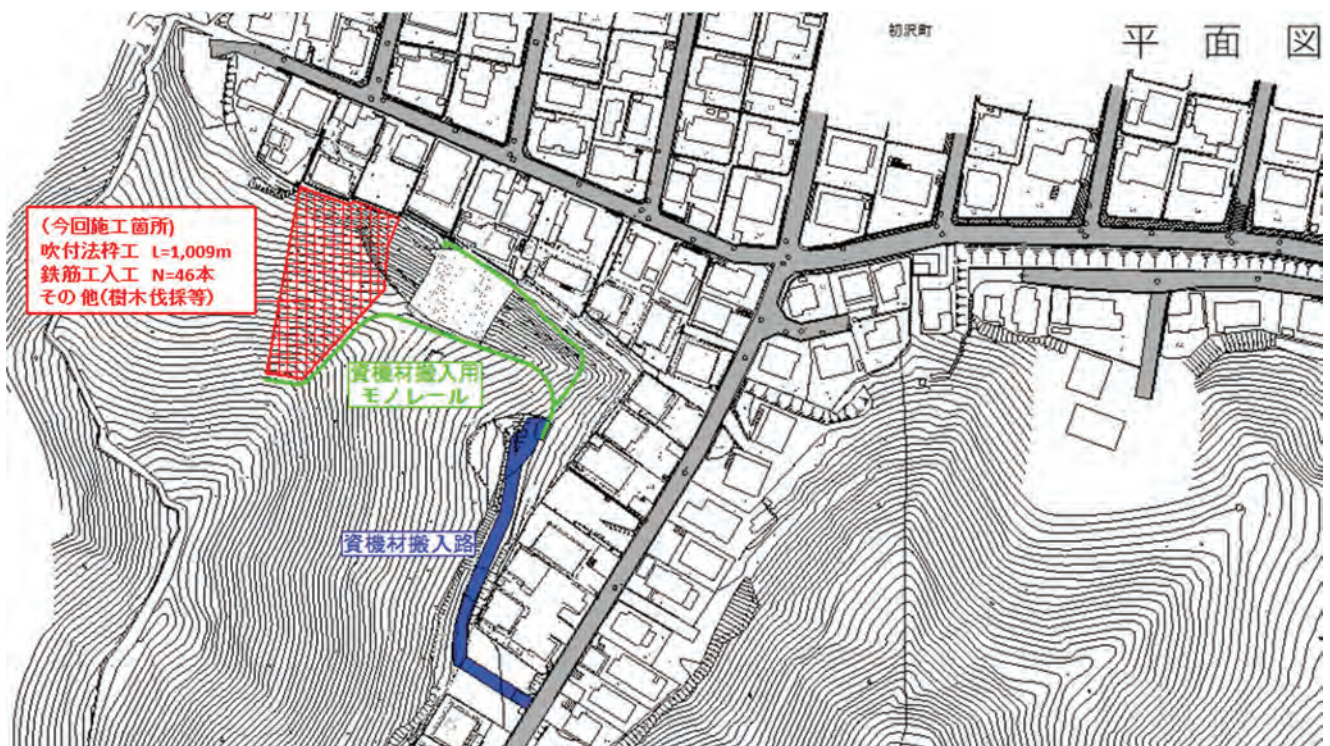 初沢町
平面図
(今回施工箇所)
吹付法枠工 L=1,009m
鉄筋工入工 N=46本
その他(樹木伐採等)
資機材搬入用
モノレール
資機材搬入路